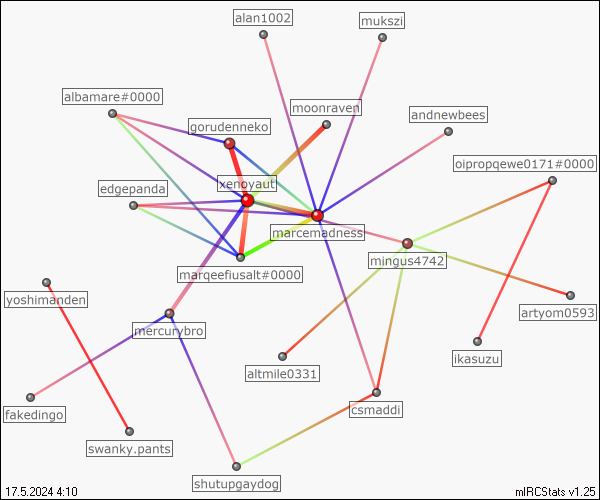 alan1002
mukszi
albamare#0000
moonraven
andnewbees
gorudenneko
oipropqewe0171#0000
edgepanda
xenoyaut
marcemadness
mingus4742
marqeefiusalt#0000
yoshimanden
artyom0593
mercurybro
ikasuzu
altmile0331
fakedingo
csmaddi
swanky.pants
shutupgaydog
17.5.2024 4:10
mIRCStats v1.25